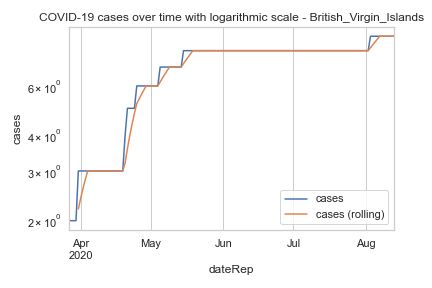 COVID-19 cases over time with logarithmic scale - British_Virgin_Islands
cases
6 × 10⁰
4 × 10⁰
3 × 10⁰
2 × 10⁰
cases
cases (rolling)
Apr May Jun Jul Aug
2020
dateRep